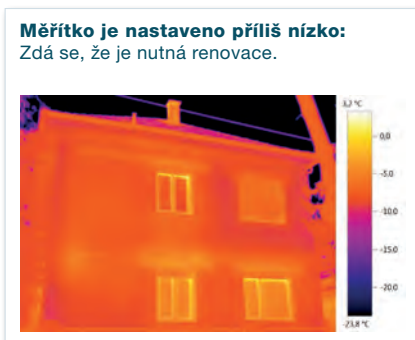 Měřítko je nastaveno příliš nízko:
Zdá se, že je nutná renovace.
3,7 °C
0,0
-5,0
-10,0
-15,0
-20,0
-23,8 °C